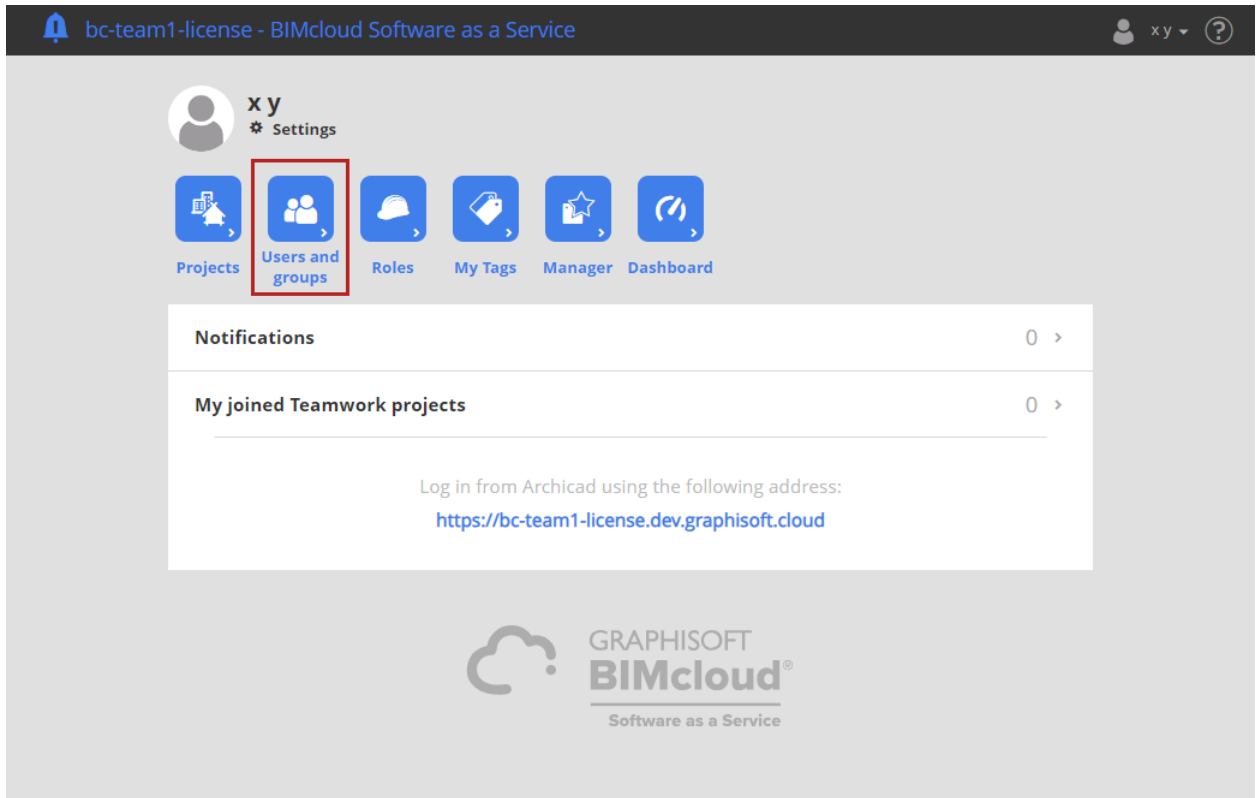 bc-team1-license - BIMcloud Software as a Service
x y
x y
Settings
Projects
Users and
groups
Roles
My Tags
Manager
Dashboard
Notifications 0
My joined Teamwork projects 0
Log in from Archicad using the following address:
https://bc-team1-license.dev.graphisoft.cloud
GRAPHISOFT
BIMcloud®
Software as a Service